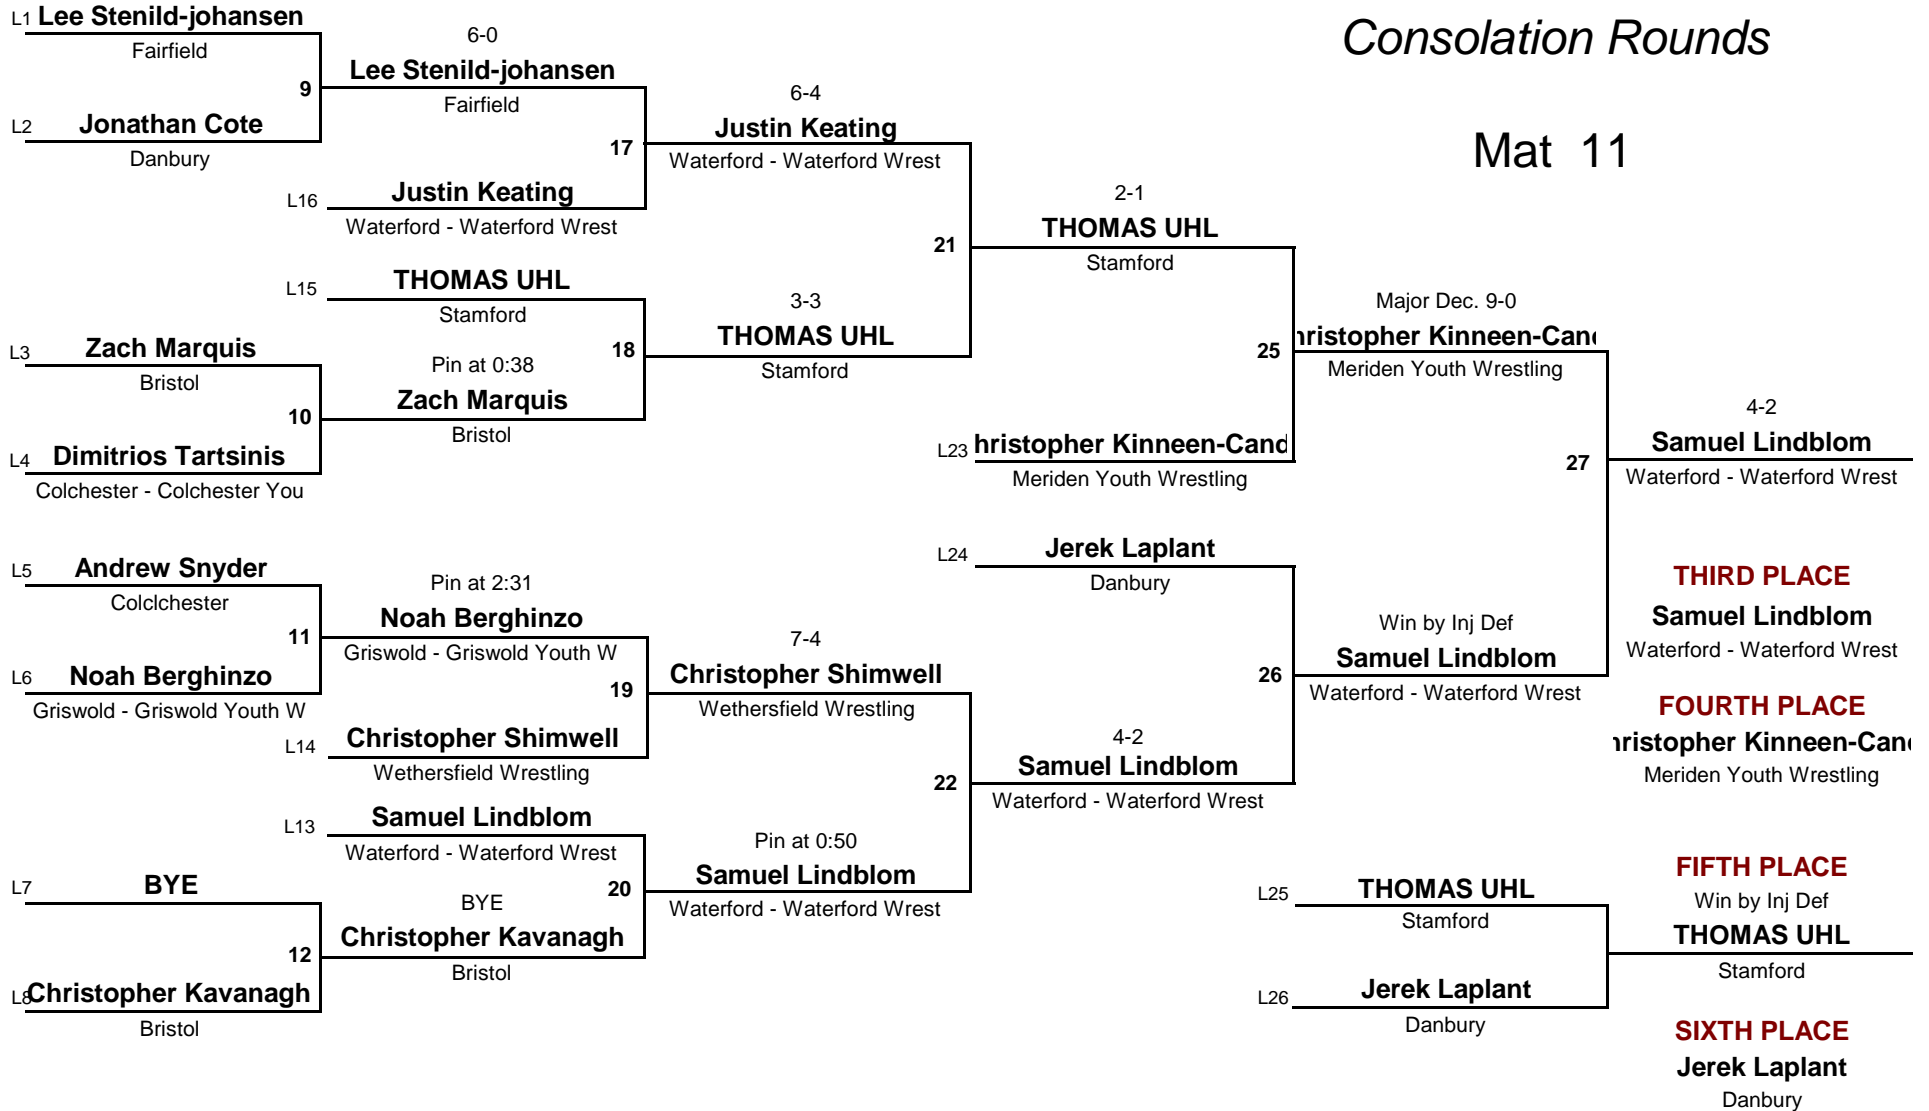 Consolation Rounds
Mat 11
L1 Lee Stenild-johansen
Fairfield
9
L2 Jonathan Cote
Danbury
L3 Zach Marquis
Bristol
10
L4 Dimitrios Tartsinis
Colchester - Colchester You
L5 Andrew Snyder
Colclchester
11
L6 Noah Berghinzo
Griswold - Griswold Youth W
L7 BYE
12
L8 Christopher Kavanagh
Bristol
6-0
Lee Stenild-johansen
Fairfield
17
L16 Justin Keating
Waterford - Waterford Wrest
L15 THOMAS UHL
Stamford
18
Pin at 0:38
Zach Marquis
Bristol
Pin at 2:31
Noah Berghinzo
Griswold - Griswold Youth W
19
L14 Christopher Shimwell
Wethersfield Wrestling
L13 Samuel Lindblom
Waterford - Waterford Wrest
20
BYE
Christopher Kavanagh
Bristol
6-4
Justin Keating
Waterford - Waterford Wrest
21
3-3
THOMAS UHL
Stamford
7-4
Christopher Shimwell
Wethersfield Wrestling
22
Pin at 0:50
Samuel Lindblom
Waterford - Waterford Wrest
2-1
THOMAS UHL
Stamford
25
L23 hristopher Kinneen-Cand
Meriden Youth Wrestling
L24 Jerek Laplant
Danbury
26
4-2
Samuel Lindblom
Waterford - Waterford Wrest
Major Dec. 9-0
hristopher Kinneen-Cand
Meriden Youth Wrestling
27
Win by Inj Def
Samuel Lindblom
Waterford - Waterford Wrest
L25 THOMAS UHL
Stamford
L26 Jerek Laplant
Danbury
4-2
Samuel Lindblom
Waterford - Waterford Wrest
THIRD PLACE
Samuel Lindblom
Waterford - Waterford Wrest
FOURTH PLACE
hristopher Kinneen-Cand
Meriden Youth Wrestling
FIFTH PLACE
Win by Inj Def
THOMAS UHL
Stamford
SIXTH PLACE
Jerek Laplant
Danbury